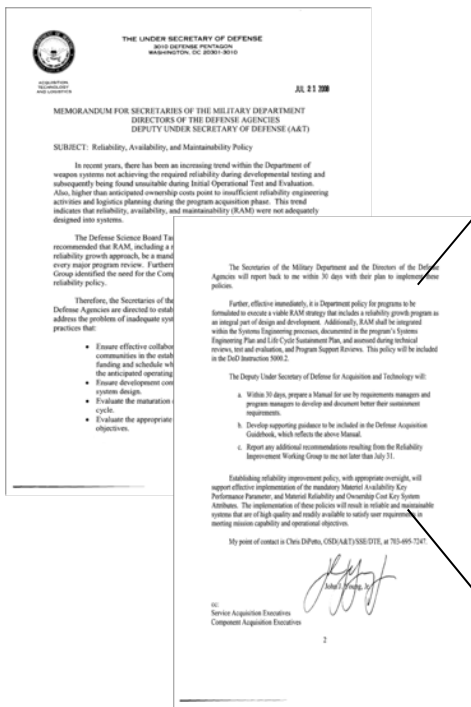 THE UNDER SECRETARY OF DEFENSE
3010 DEFENSE PENTAGON
WASHINGTON, DC 20301-3010
ACQUISITION,
TECHNOLOGY
AND LOGISTICS
JUL 21 2008
MEMORANDUM FOR SECRETARIES OF THE MILITARY DEPARTMENT
DIRECTORS OF THE DEFENSE AGENCIES
DEPUTY UNDER SECRETARY OF DEFENSE (A&T)
SUBJECT: Reliability, Availability, and Maintainability Policy
In recent years, there has been an increasing trend within the Department of
weapon systems not achieving the required reliability during developmental testing and
subsequently being found unsuitable during Initial Operational Test and Evaluation.
Also, higher than anticipated ownership costs point to insufficient reliability engineering
activities and logistics planning during the program acquisition phase. This trend
indicates that reliability, availability, and maintainability (RAM) were not adequately
designed into systems.
The Defense Science Board Ta
recommended that RAM, including a r
reliability growth approach, be a mand
every major program review. Further
Group identified the need for the Comp
reliability policy.
Therefore, the Secretaries of the
Defense Agencies are directed to estab
address the problem of inadequate syst
practices that:
• Ensure effective collabor
communities in the estab
funding and schedule wh
the anticipated operating
• Ensure development con
system design.
• Evaluate the maturation
cycle.
• Evaluate the appropriate
objectives.
The Secretaries of the Military Department and the Directors of the Defense
Agencies will report back to me within 30 days with their plan to implement these
policies.
Further, effective immediately, it is Department policy for programs to be
formulated to execute a viable RAM strategy that includes a reliability growth program as
an integral part of design and development. Additionally, RAM shall be integrated
within the Systems Engineering processes, documented in the program's Systems
Engineering Plan and Life Cycle Sustainment Plan, and assessed during technical
reviews, test and evaluation, and Program Support Reviews. This policy will be included
in the DoD Instruction 5000.2.
The Deputy Under Secretary of Defense for Acquisition and Technology will:
a. Within 30 days, prepare a Manual for use by requirements managers and
program managers to develop and document better their sustainment
requirements.
b. Develop supporting guidance to be included in the Defense Acquisition
Guidebook, which reflects the above Manual.
c. Report any additional recommendations resulting from the Reliability
Improvement Working Group to me not later than July 31.
Establishing reliability improvement policy, with appropriate oversight, will
support effective implementation of the mandatory Materiel Availability Key
Performance Parameter, and Materiel Reliability and Ownership Cost Key System
Attributes. The implementation of these policies will result in reliable and maintainable
systems that are of high quality and readily available to satisfy user requirements in
meeting mission capability and operational objectives.
My point of contact is Chris DiPetto, OSD(A&T)/SSE/DTE, at 703-695-7247.
John J. Young, Jr.
cc:
Service Acquisition Executives
Component Acquisition Executives
2